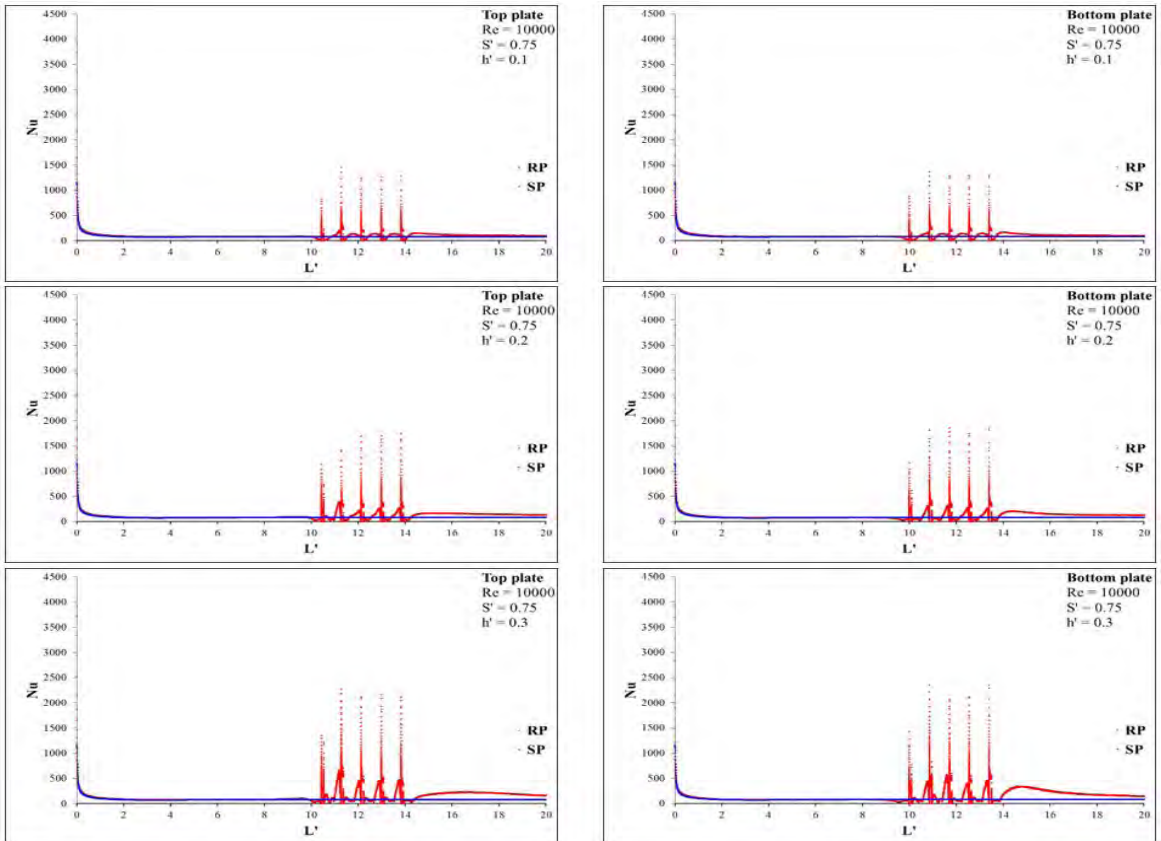 4500
4000
3500
3000
2500
2000
1500
1000
500
0
Nu
Top plate
Re = 10000
S' = 0.75
h' = 0.1
RP
SP
0 2 4 6 8 10 12 14 16 18 20
L'
4500
4000
3500
3000
2500
2000
1500
1000
500
0
Nu
Bottom plate
Re = 10000
S' = 0.75
h' = 0.1
RP
SP
0 2 4 6 8 10 12 14 16 18 20
L'
4500
4000
3500
3000
2500
2000
1500
1000
500
0
Nu
Top plate
Re = 10000
S' = 0.75
h' = 0.2
RP
SP
0 2 4 6 8 10 12 14 16 18 20
L'
4500
4000
3500
3000
2500
2000
1500
1000
500
0
Nu
Bottom plate
Re = 10000
S' = 0.75
h' = 0.2
RP
SP
0 2 4 6 8 10 12 14 16 18 20
L'
4500
4000
3500
3000
2500
2000
1500
1000
500
0
Nu
Top plate
Re = 10000
S' = 0.75
h' = 0.3
RP
SP
0 2 4 6 8 10 12 14 16 18 20
L'
4500
4000
3500
3000
2500
2000
1500
1000
500
0
Nu
Bottom plate
Re = 10000
S' = 0.75
h' = 0.3
RP
SP
0 2 4 6 8 10 12 14 16 18 20
L'